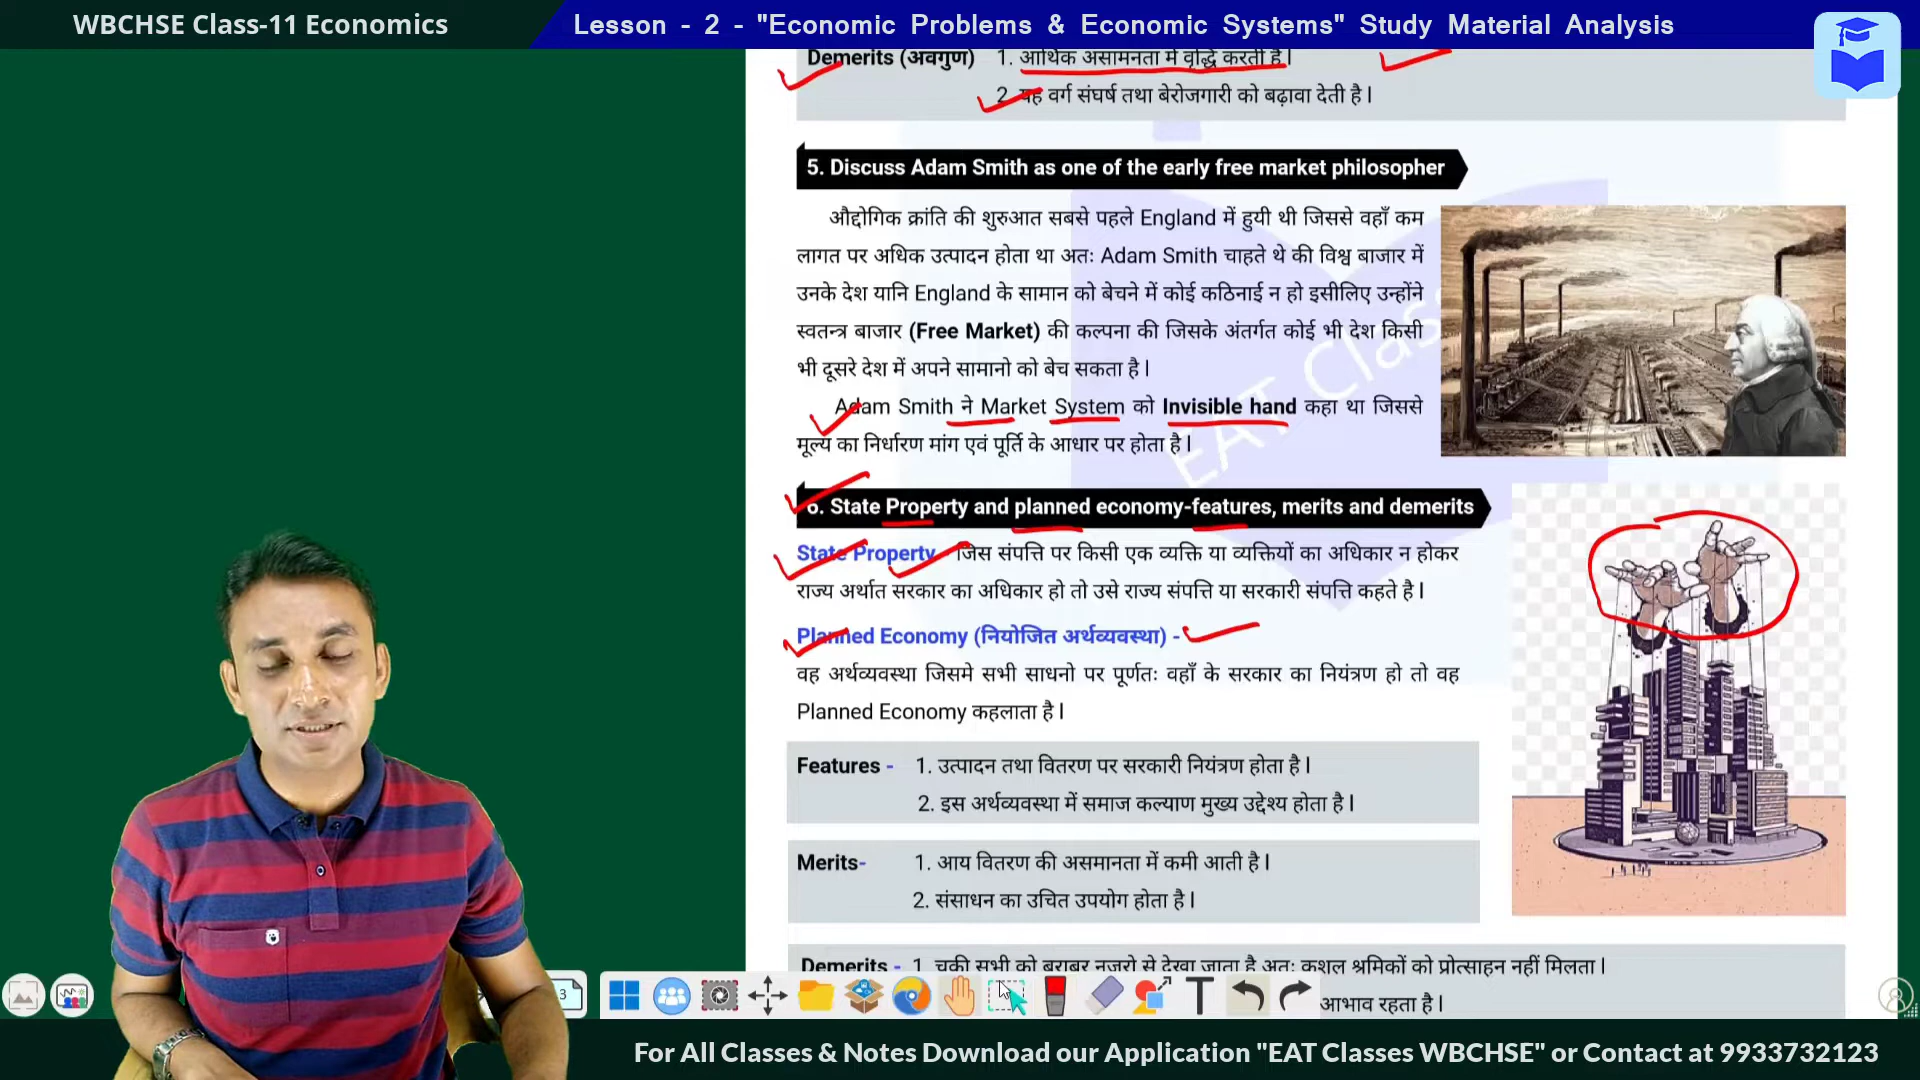 WBCHSE Class-11 Economics
Lesson - 2 - "Economic Problems & Economic Systems" Study Material Analysis
Demerits (अवगुण) 1. आर्थिक असामनता में वृद्धि करती है।
2. यह वर्ग संघर्ष तथा बेरोजगारी को बढ़ावा देती है।
5. Discuss Adam Smith as one of the early free market philosopher
औद्दोगिक क्रांति की शुरुआत सबसे पहले England में हुयी थी जिससे वहाँ कम
लागत पर अधिक उत्पादन होता था अतः Adam Smith चाहते थे की विश्व बाजार में
उनके देश यानि England के सामान को बेचने में कोई कठिनाई न हो इसीलिए उन्होंने
स्वतन्त्र बाजार (Free Market) की कल्पना की जिसके अंतर्गत कोई भी देश किसी
भी दूसरे देश में अपने सामानो को बेच सकता है।
Adam Smith ने Market System को Invisible hand कहा था जिससे
मूल्य का निर्धारण मांग एवं पूर्ति के आधार पर होता है।
EAT Class
6. State Property and planned economy-features, merits and demerits
State Property - जिस संपत्ति पर किसी एक व्यक्ति या व्यक्तियों का अधिकार न होकर
राज्य अर्थात सरकार का अधिकार हो तो उसे राज्य संपत्ति या सरकारी संपत्ति कहते है।
Planned Economy (नियोजित अर्थव्यवस्था) -
वह अर्थव्यवस्था जिसमे सभी साधनो पर पूर्णतः वहाँ के सरकार का नियंत्रण हो तो वह
Planned Economy कहलाता है।
Features - 1. उत्पादन तथा वितरण पर सरकारी नियंत्रण होता है।
2. इस अर्थव्यवस्था में समाज कल्याण मुख्य उद्देश्य होता है।
Merits- 1. आय वितरण की असमानता में कमी आती है।
2. संसाधन का उचित उपयोग होता है।
Demerits - 1. चूकी सभी को बराबर नजरो से देखा जाता है अतः कुशल श्रमिकों को प्रोत्साहन नहीं मिलता।
आभाव रहता है।
3
For All Classes & Notes Download our Application "EAT Classes WBCHSE" or Contact at 9933732123